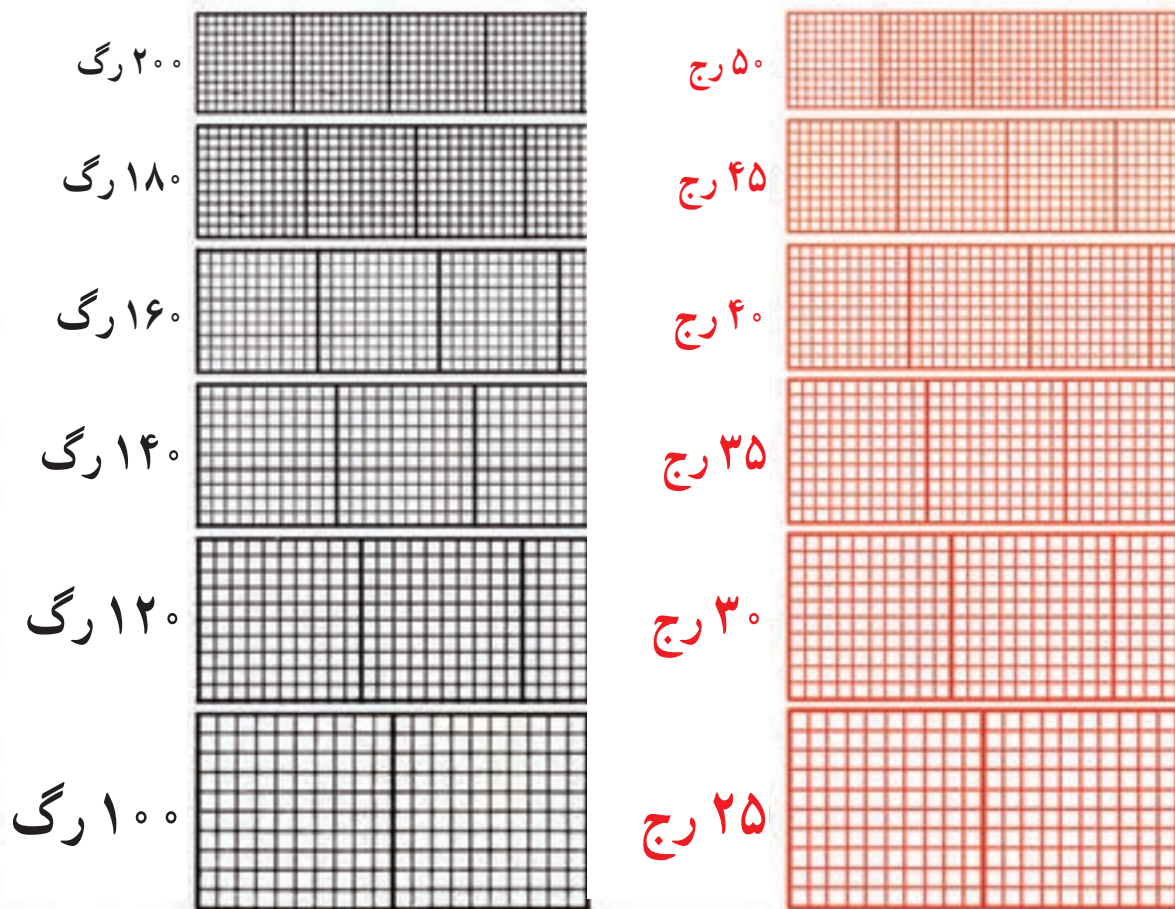 ۲۰۰ رگ
۱۸۰ رگ
۱۶۰ رگ
۱۴۰ رگ
۱۲۰ رگ
۱۰۰ رگ
۵۰ رج
۴۵ رج
۴۰ رج
۳۵ رج
۳۰ رج
۲۵ رج